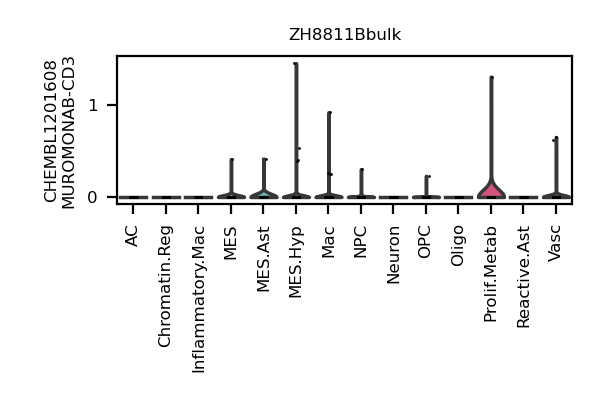 ZH8811Bbulk
CHEMBL1201608
MUROMONAB-CD3
1
0
AC
Chromatin.Reg
Inflammatory.Mac
MES
MES.Ast
MES.Hyp
Mac
NPC
Neuron
OPC
Oligo
Prolif.Metab
Reactive.Ast
Vasc